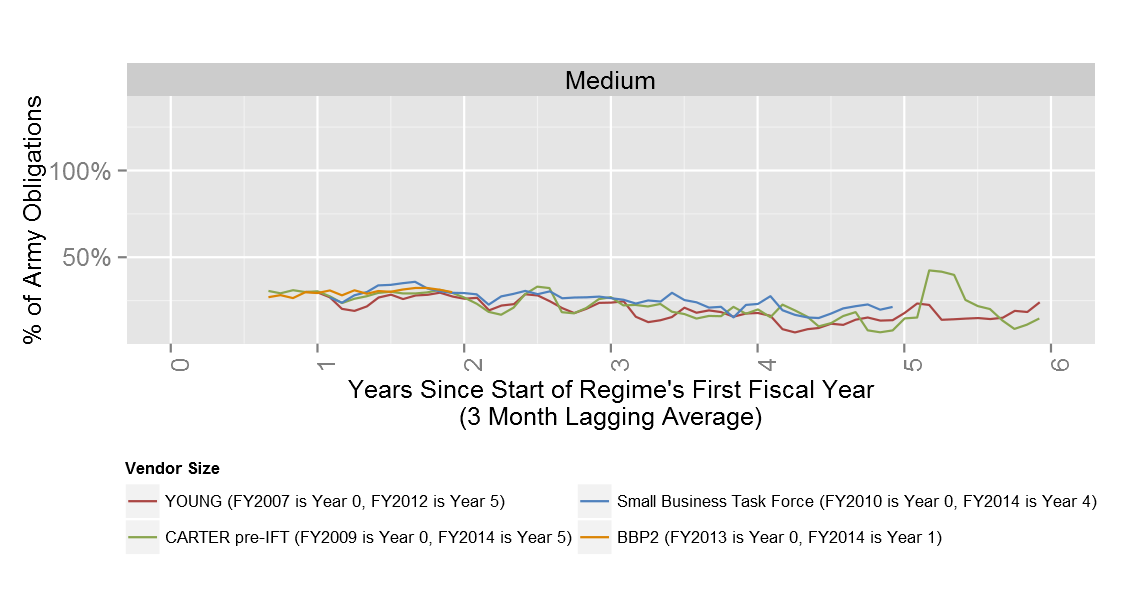 Medium
% of Army Obligations
100%
50%
0
1
2
3
4
5
6
Years Since Start of Regime's First Fiscal Year
(3 Month Lagging Average)
Vendor Size
YOUNG (FY2007 is Year 0, FY2012 is Year 5)
Small Business Task Force (FY2010 is Year 0, FY2014 is Year 4)
CARTER pre-IFT (FY2009 is Year 0, FY2014 is Year 5)
BBP2 (FY2013 is Year 0, FY2014 is Year 1)